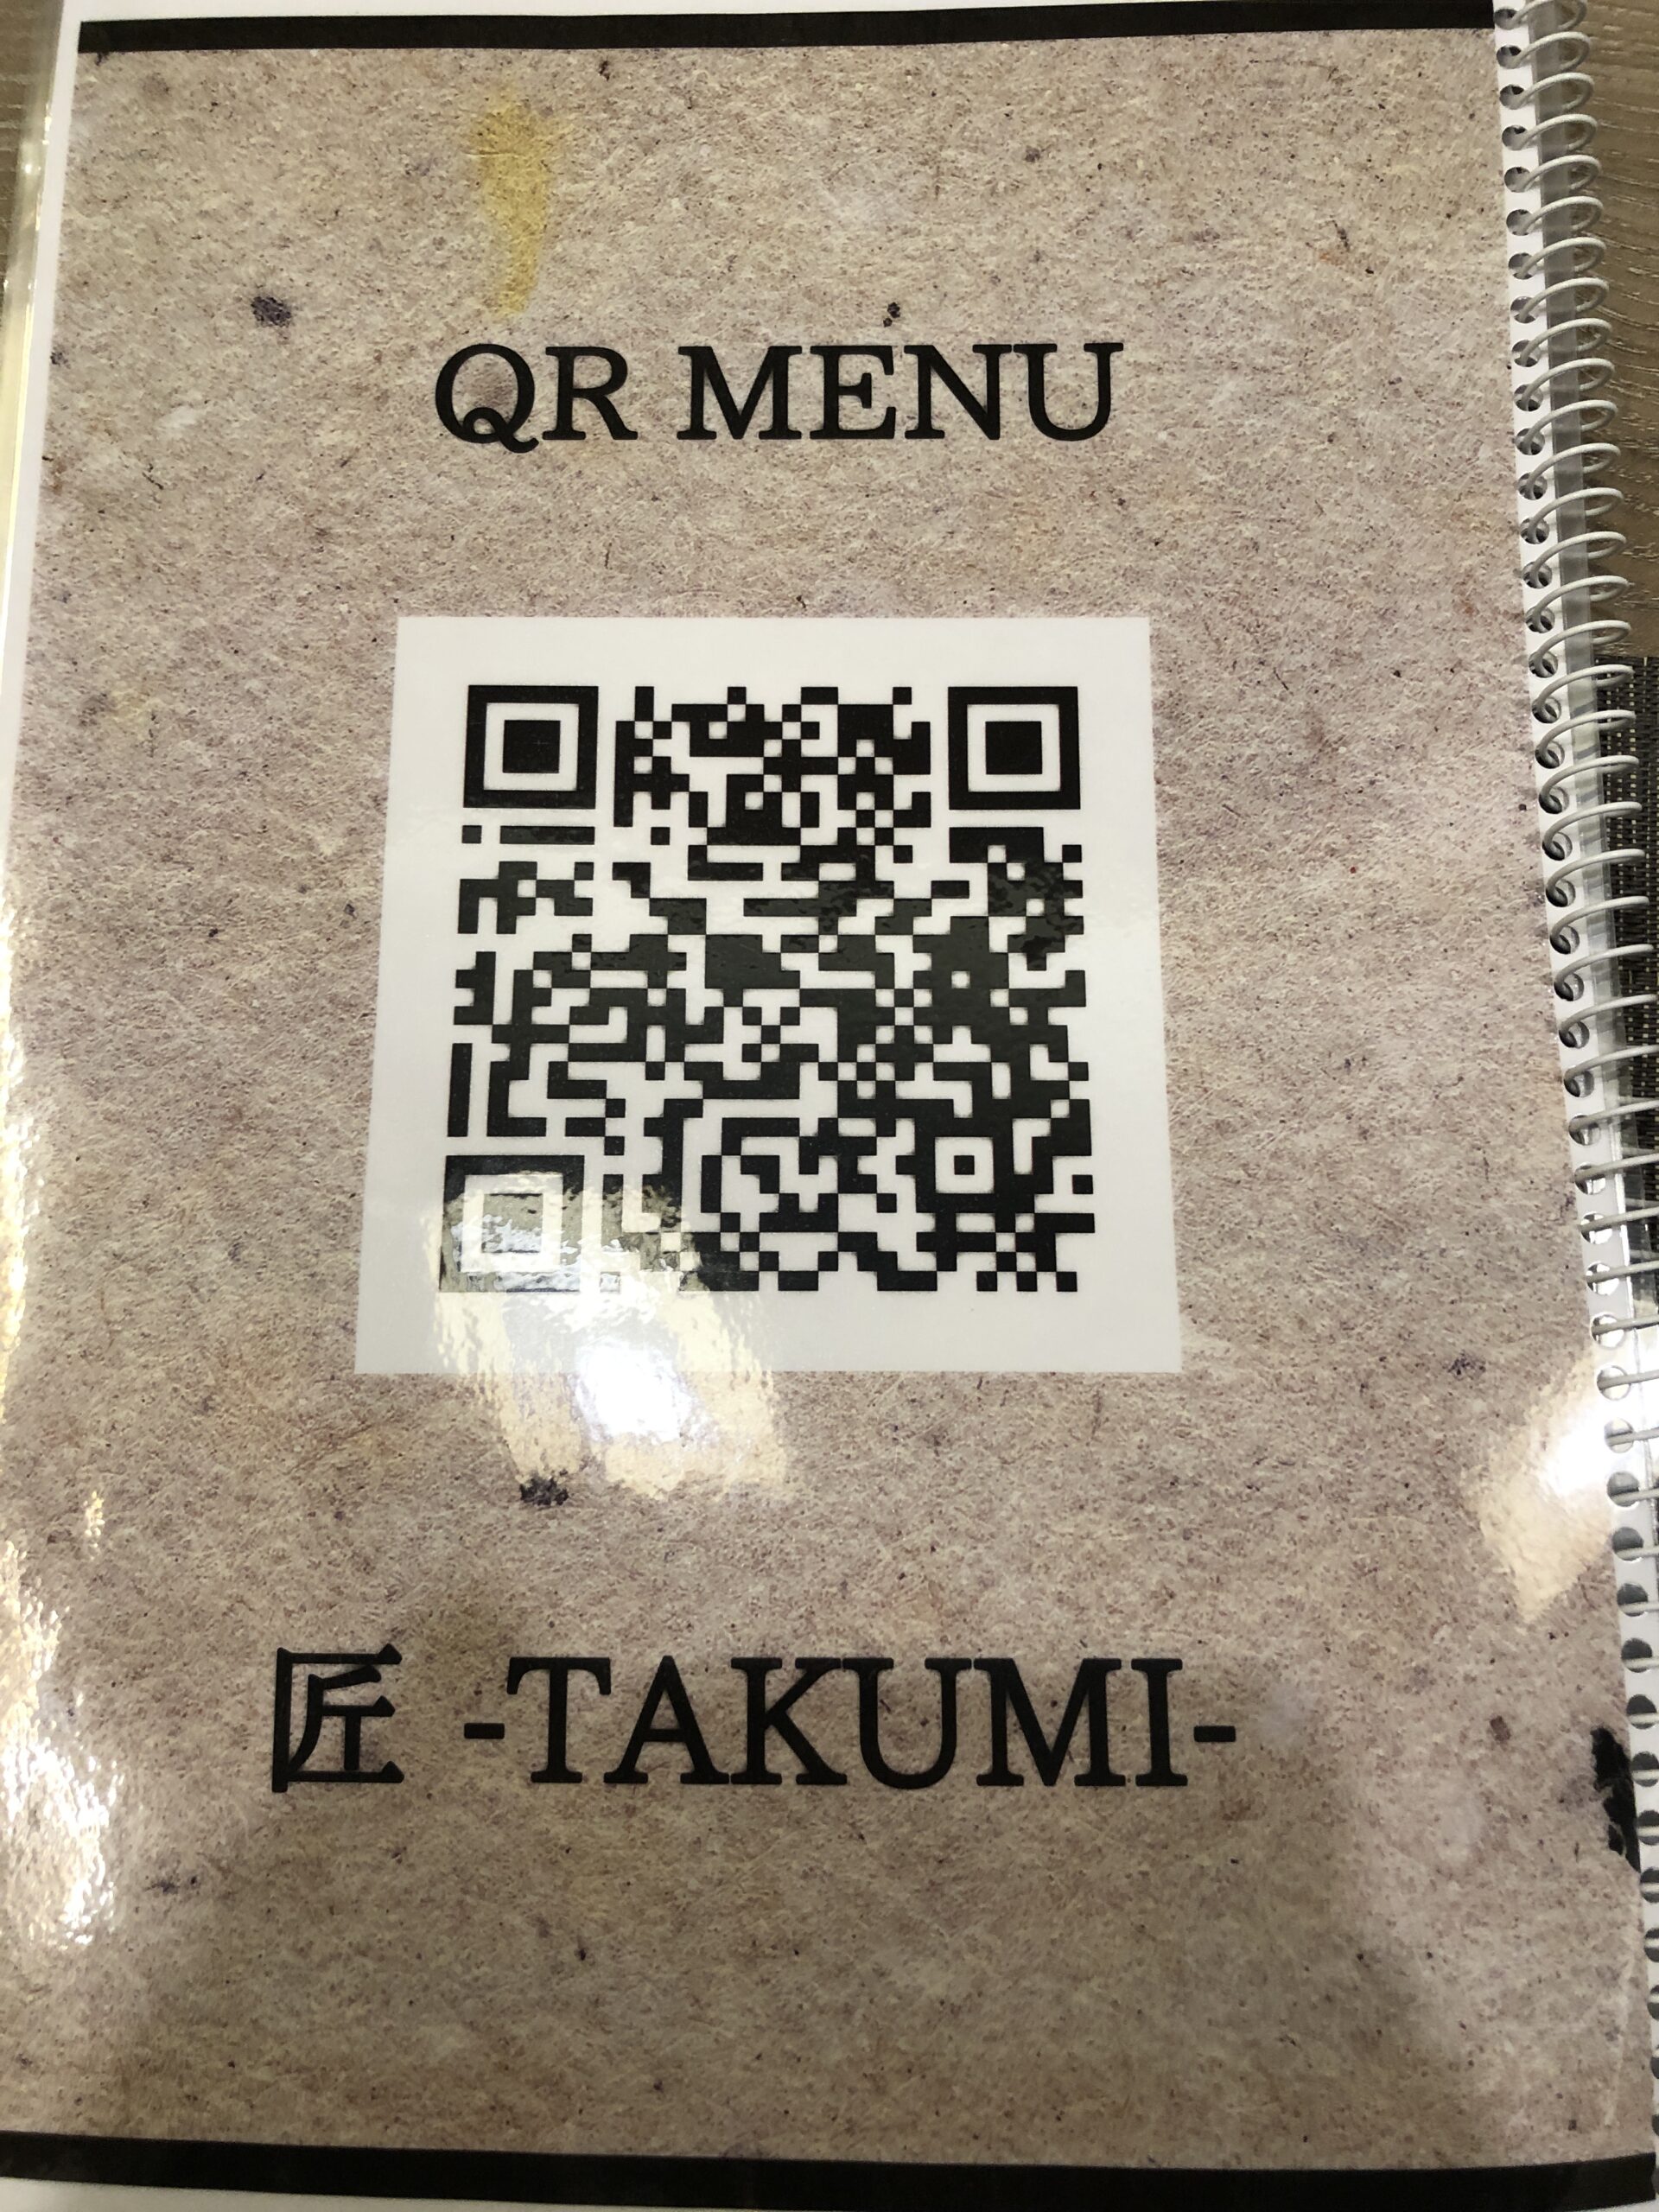 QR MENU
匠 -TAKUMI-